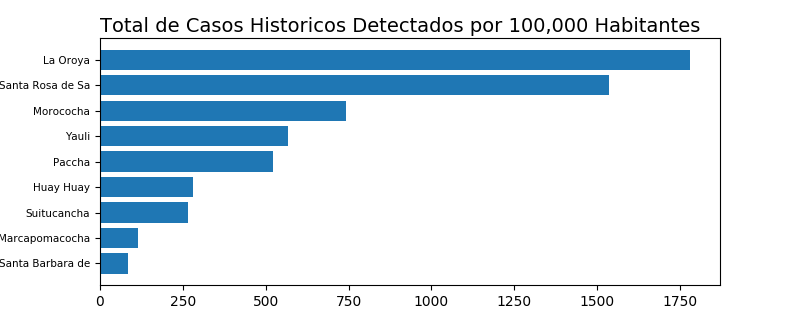 Total de Casos Historicos Detectados por 100,000 Habitantes
La Oroya
Santa Rosa de Sa
Morococha
Yauli
Paccha
Huay Huay
Suitucancha
Marcapomacocha
Santa Barbara de
0 250 500 750 1000 1250 1500 1750